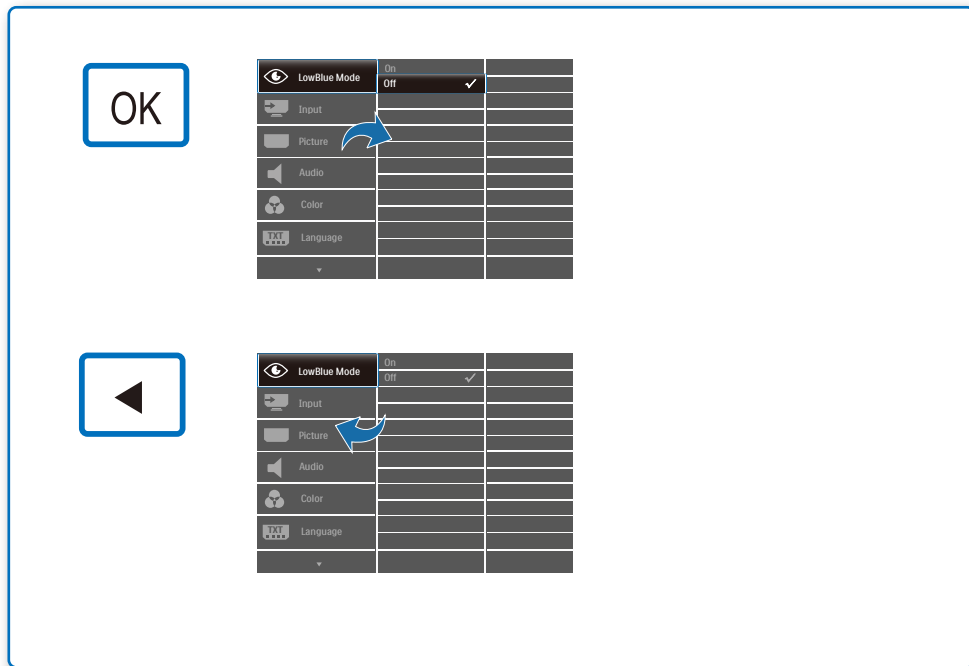 OK
LowBlue Mode
On
Off
Input
Picture
Audio
Color
TXT
Language
LowBlue Mode
On
Off
Input
Picture
Audio
Color
TXT
Language